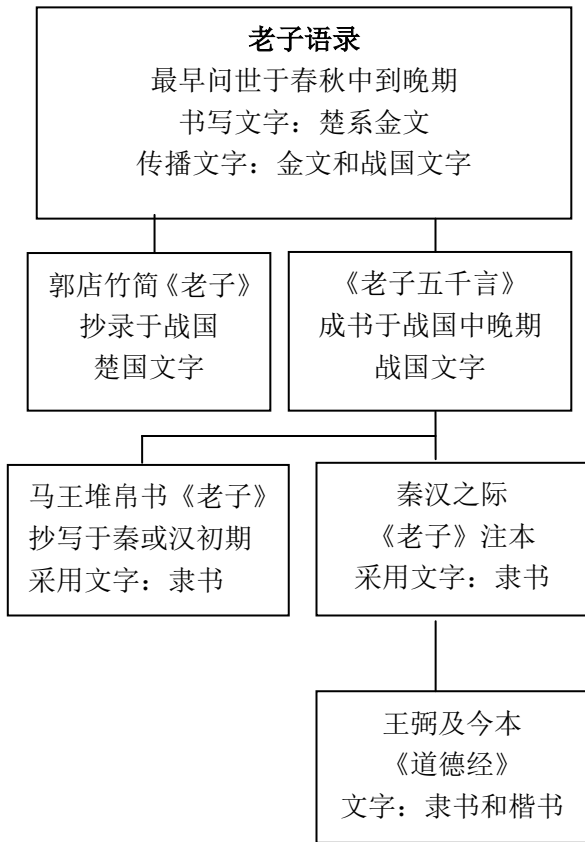 老子语录
最早问世于春秋中到晚期
书写文字：楚系金文
传播文字：金文和战国文字
郭店竹简《老子》
抄录于战国
楚国文字
《老子五千言》
成书于战国中晚期
战国文字
马王堆帛书《老子》
抄写于秦或汉初期
采用文字：隶书
秦汉之际
《老子》注本
采用文字：隶书
王弼及今本
《道德经》
文字：隶书和楷书